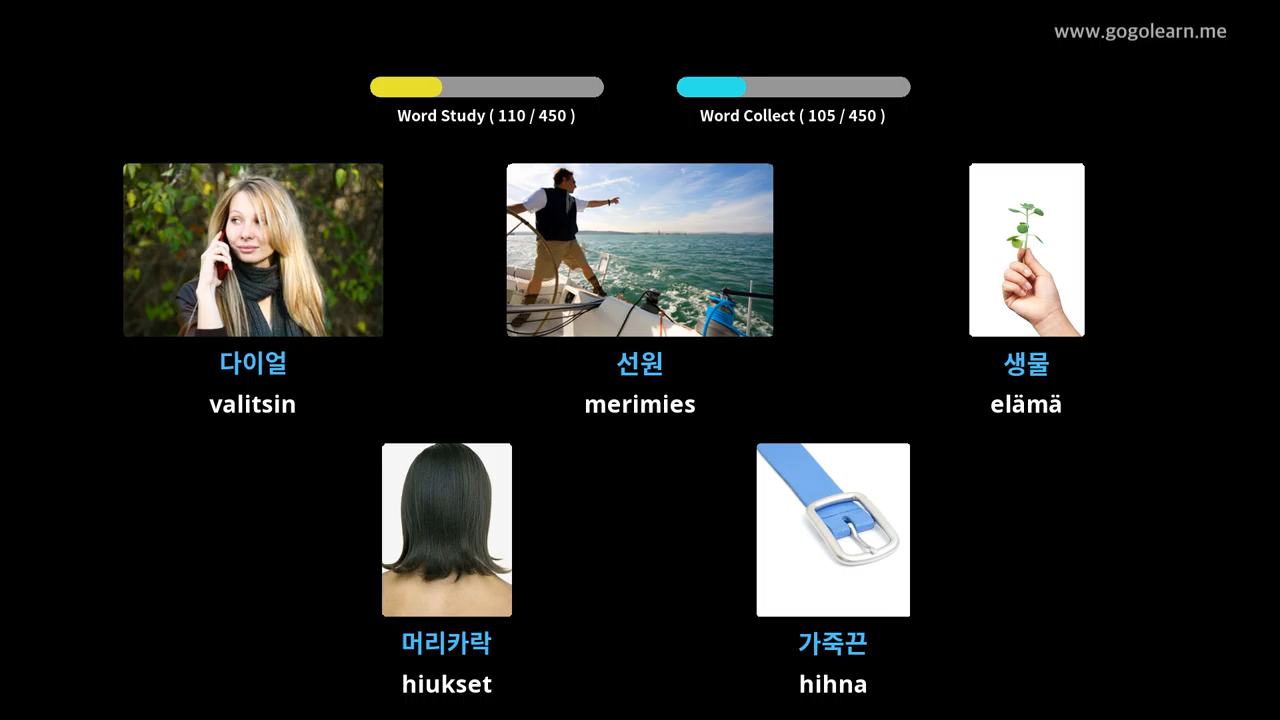 www.gogolearn.me
Word Study ( 110 / 450 )
Word Collect ( 105 / 450 )
다이얼
valitsin
선원
merimies
생물
elämä
머리카락
hiukset
가죽끈
hihna